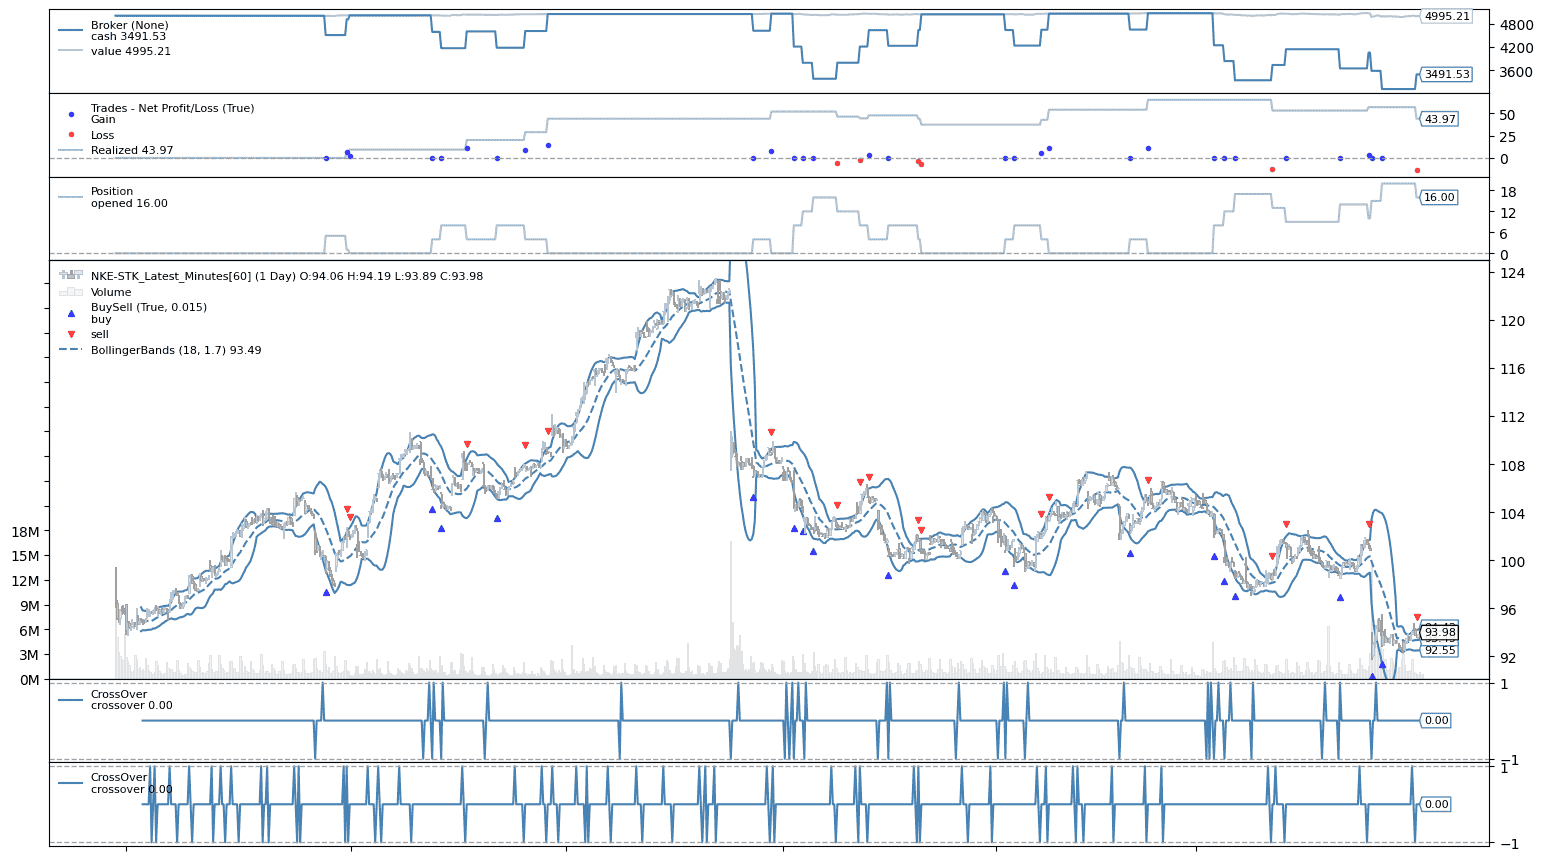 Broker (None)
cash 3491.53
value 4995.21
4995.21
4800
4200
3600
3491.53
Trades - Net Profit/Loss (True)
Gain
Loss
Realized 43.97
50
43.97
25
0
Position
opened 16.00
18
16.00
12
6
0
NKE-STK_Latest_Minutes[60] (1 Day) O:94.06 H:94.19 L:93.89 C:93.98
Volume
BuySell (True, 0.015)
buy
sell
BollingerBands (18, 1.7) 93.49
124
120
116
112
108
104
100
96
92
18M
15M
12M
9M
6M
3M
0M
93.98
92.55
CrossOver
crossover 0.00
1
0.00
−1
CrossOver
crossover 0.00
1
0.00
−1